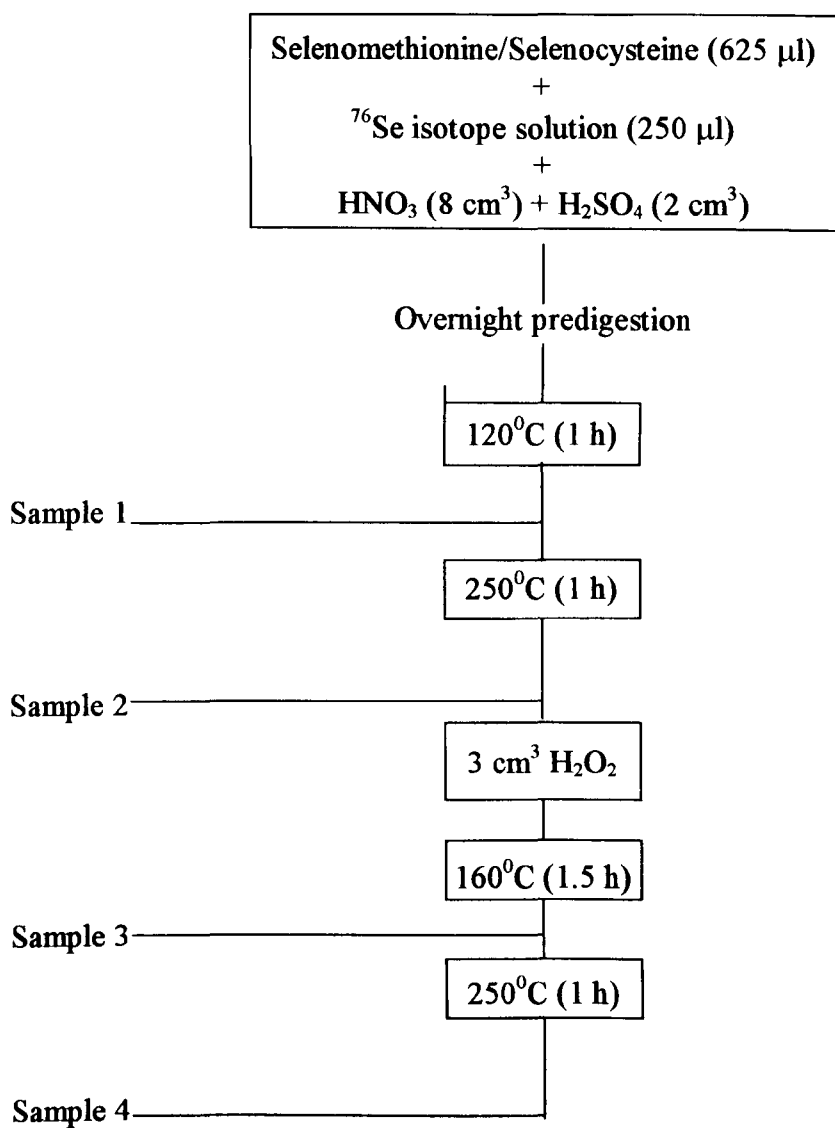 Selenomethionine/Selenocysteine (625 µl)
+
⁷⁶Se isotope solution (250 µl)
+
HNO₃ (8 cm³) + H₂SO₄ (2 cm³)
Overnight predigestion
120⁰C (1 h)
Sample 1
250⁰C (1 h)
Sample 2
3 cm³ H₂O₂
160⁰C (1.5 h)
Sample 3
250⁰C (1 h)
Sample 4